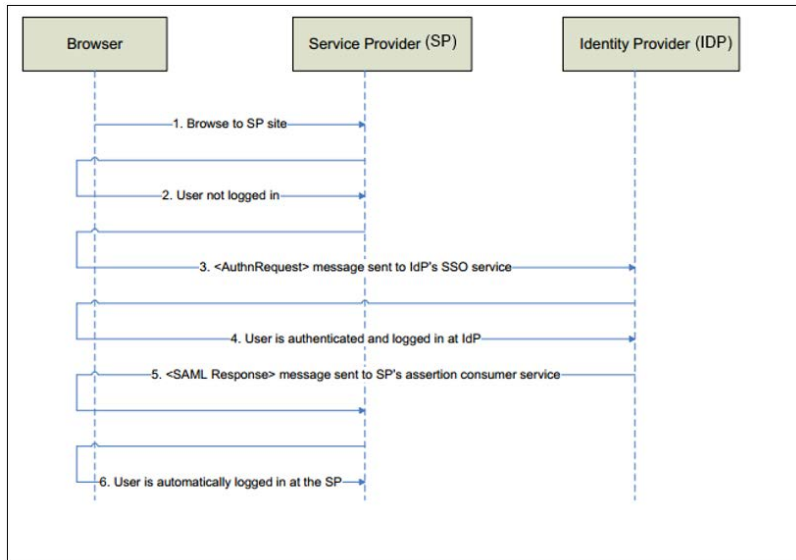 Browser
Service Provider (SP)
Identity Provider (IDP)
1. Browse to SP site
2. User not logged in
3. <AuthnRequest> message sent to IdP's SSO service
4. User is authenticated and logged in at IdP
5. <SAML Response> message sent to SP's assertion consumer service
6. User is automatically logged in at the SP